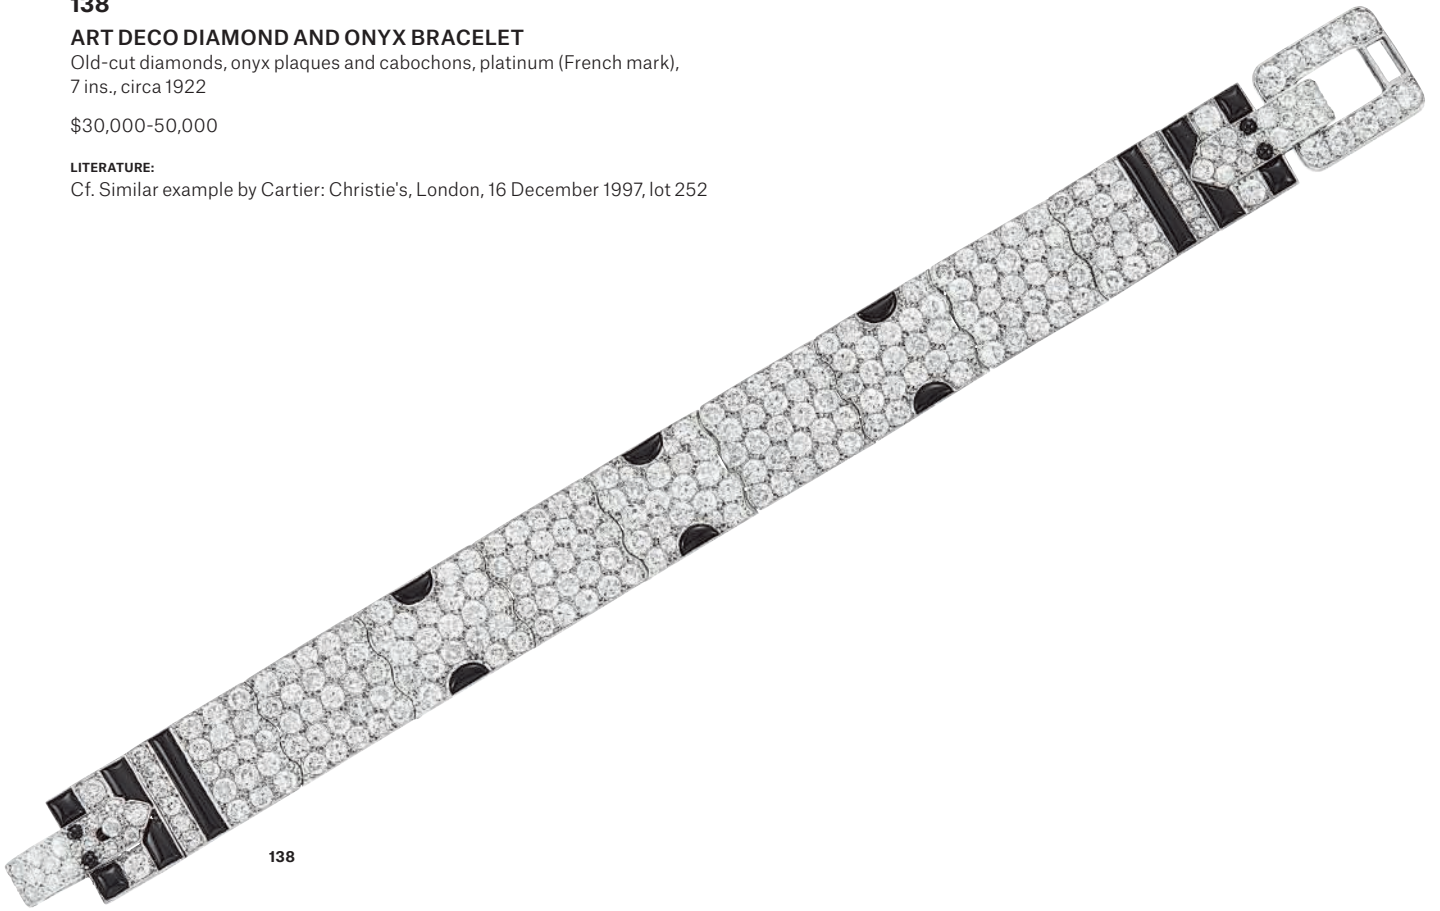 138
ART DECO DIAMOND AND ONYX BRACELET
Old-cut diamonds, onyx plaques and cabochons, platinum (French mark),
7 ins., circa 1922
$30,000-50,000
LITERATURE:
Cf. Similar example by Cartier: Christie's, London, 16 December 1997, lot 252
138